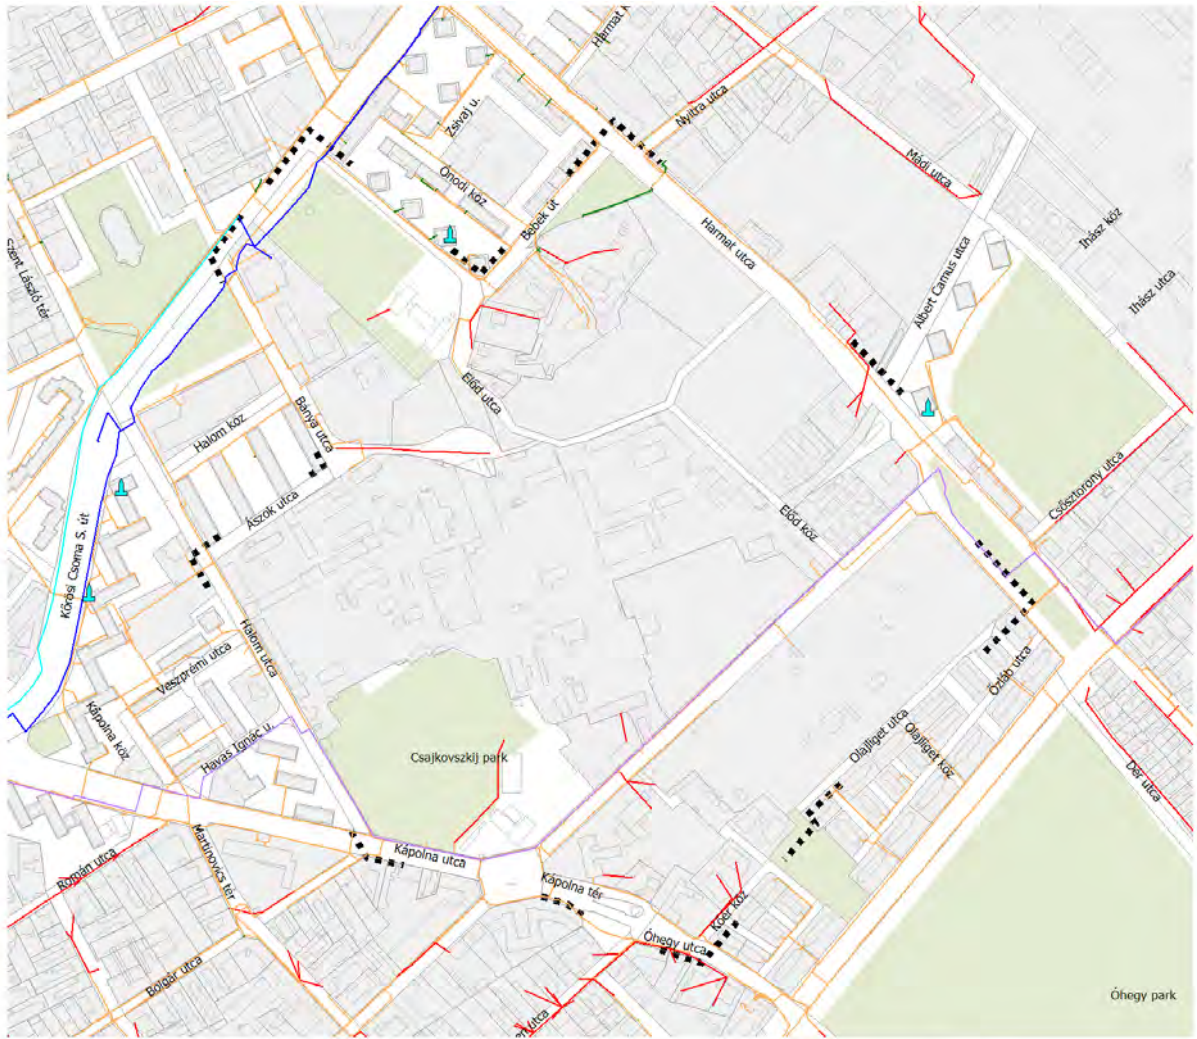 Harmat k
Nyitra utca
Zsivaj u.
Mádi utca
Ónodi köz
Bebek út
Ihász köz
Harmat utca
Szent László tér
Albert Camus utca
Ihász utca
Előd utca
Bánya utca
Halom köz
Csősztorony utca
Ászok utca
Előd köz
Kőrösi Csoma S. út
Halom utca
Veszprémi utca
Őzláb utca
Kápolna köz
Havas Ignác u.
Olajliget utca
Olajliget köz
Csajkovszkij park
Dér utca
Román utca
Martinovics tér
Kápolna utca
Kápolna tér
Kőér köz
Óhegy utca
Bolgár utca
Óhegy park
utca